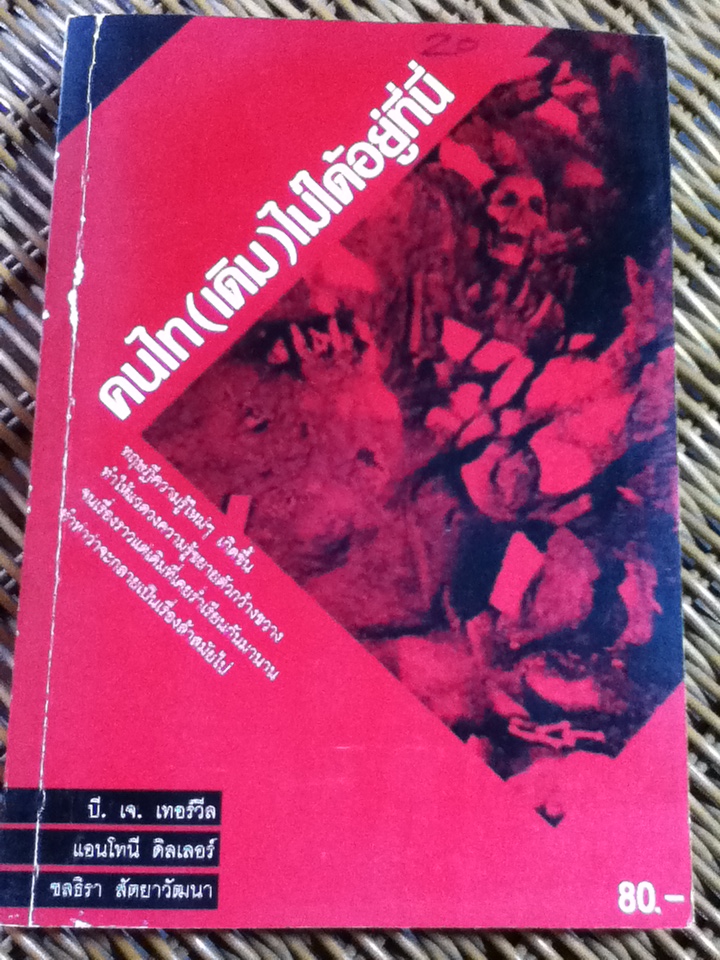 20
คนไท(เดิม)ไม่ได้อยู่ที่นี่
ทฤษฎีความรู้ใหม่ๆ เกิดขึ้น
ทำให้แวดวงความรู้ขยายตัวกว้างขวาง
จนเรื่องราวแต่เดิมที่เคยร่ำเรียนกันมานาน
ทำท่าว่าจะกลายเป็นเรื่องล้าสมัยไป
บี. เจ. เทอร์วีล
แอนโทนี ดิลเลอร์
ชลธิรา สัตยาวัฒนา
80.-